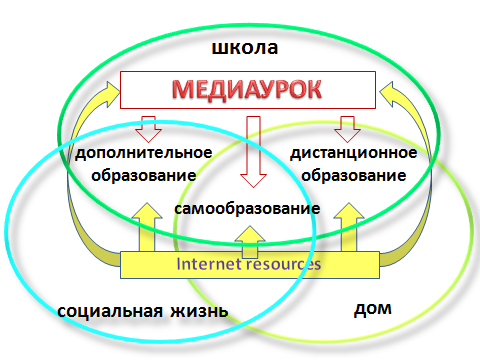 школа
МЕДИАУРОК
дополнительное
образование
дистанционное
образование
самообразование
Internet resources
социальная жизнь
дом